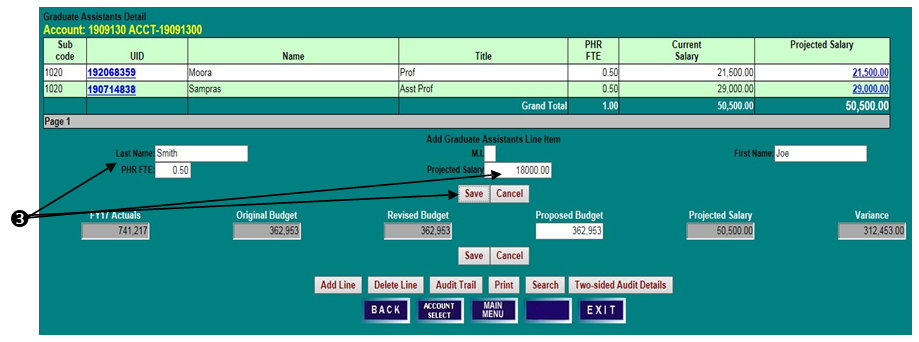 Graduate Assistants Detail
Account: 1909130 ACCT-19091300
Sub code UID Name Title PHR FTE Current Salary Projected Salary
1020 192068359 Moora Prof 0.50 21,500.00 21,500.00
1020 190714838 Sampras Asst Prof 0.50 29,000.00 29,000.00
Grand Total 1.00 50,500.00 50,500.00
Page 1
Add Graduate Assistants Line Item
Last Name: Smith M.I. First Name: Joe
PHR FTE: 0.50 Projected Salary 18000.00
Save Cancel
❸
FY17 Actuals Original Budget Revised Budget Proposed Budget Projected Salary Variance
741,217 362,953 362,953 362,953 50,500.00 312,453.00
Save Cancel
Add Line Delete Line Audit Trail Print Search Two-sided Audit Details
BACK ACCOUNT SELECT MAIN MENU EXIT